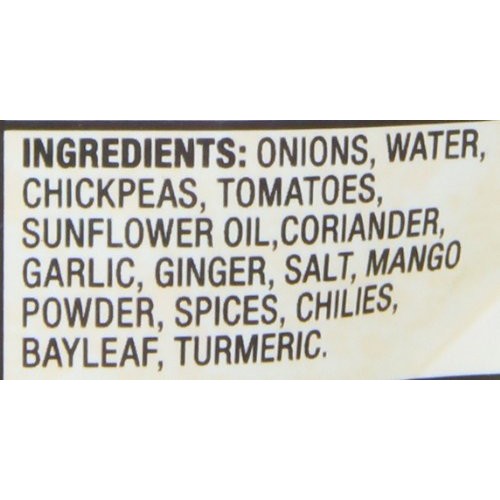 INGREDIENTS: ONIONS, WATER,
CHICKPEAS, TOMATOES,
SUNFLOWER OIL,CORIANDER,
GARLIC, GINGER, SALT, MANGO
POWDER, SPICES, CHILIES,
BAYLEAF, TURMERIC.